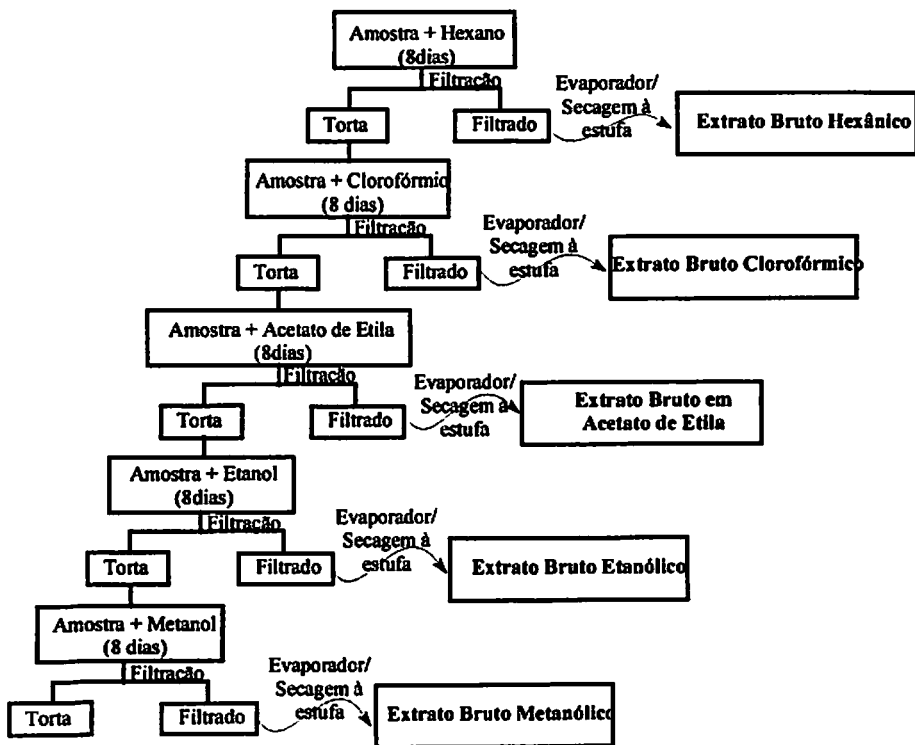 Amostra + Hexano
(8dias)
Filtração
Torta
Filtrado
Evaporador/
Secagem à
estufa
Extrato Bruto Hexânico
Amostra + Clorofórmio
(8 dias)
Filtração
Torta
Filtrado
Evaporador/
Secagem à
estufa
Extrato Bruto Clorofórmico
Amostra + Acetato de Etila
(8dias)
Filtração
Torta
Filtrado
Evaporador/
Secagem à
estufa
Extrato Bruto em
Acetato de Etila
Amostra + Etanol
(8dias)
Filtração
Torta
Filtrado
Evaporador/
Secagem à
estufa
Extrato Bruto Etanólico
Amostra + Metanol
(8 dias)
Filtração
Torta
Filtrado
Evaporador/
Secagem à
estufa
Extrato Bruto Metanólico